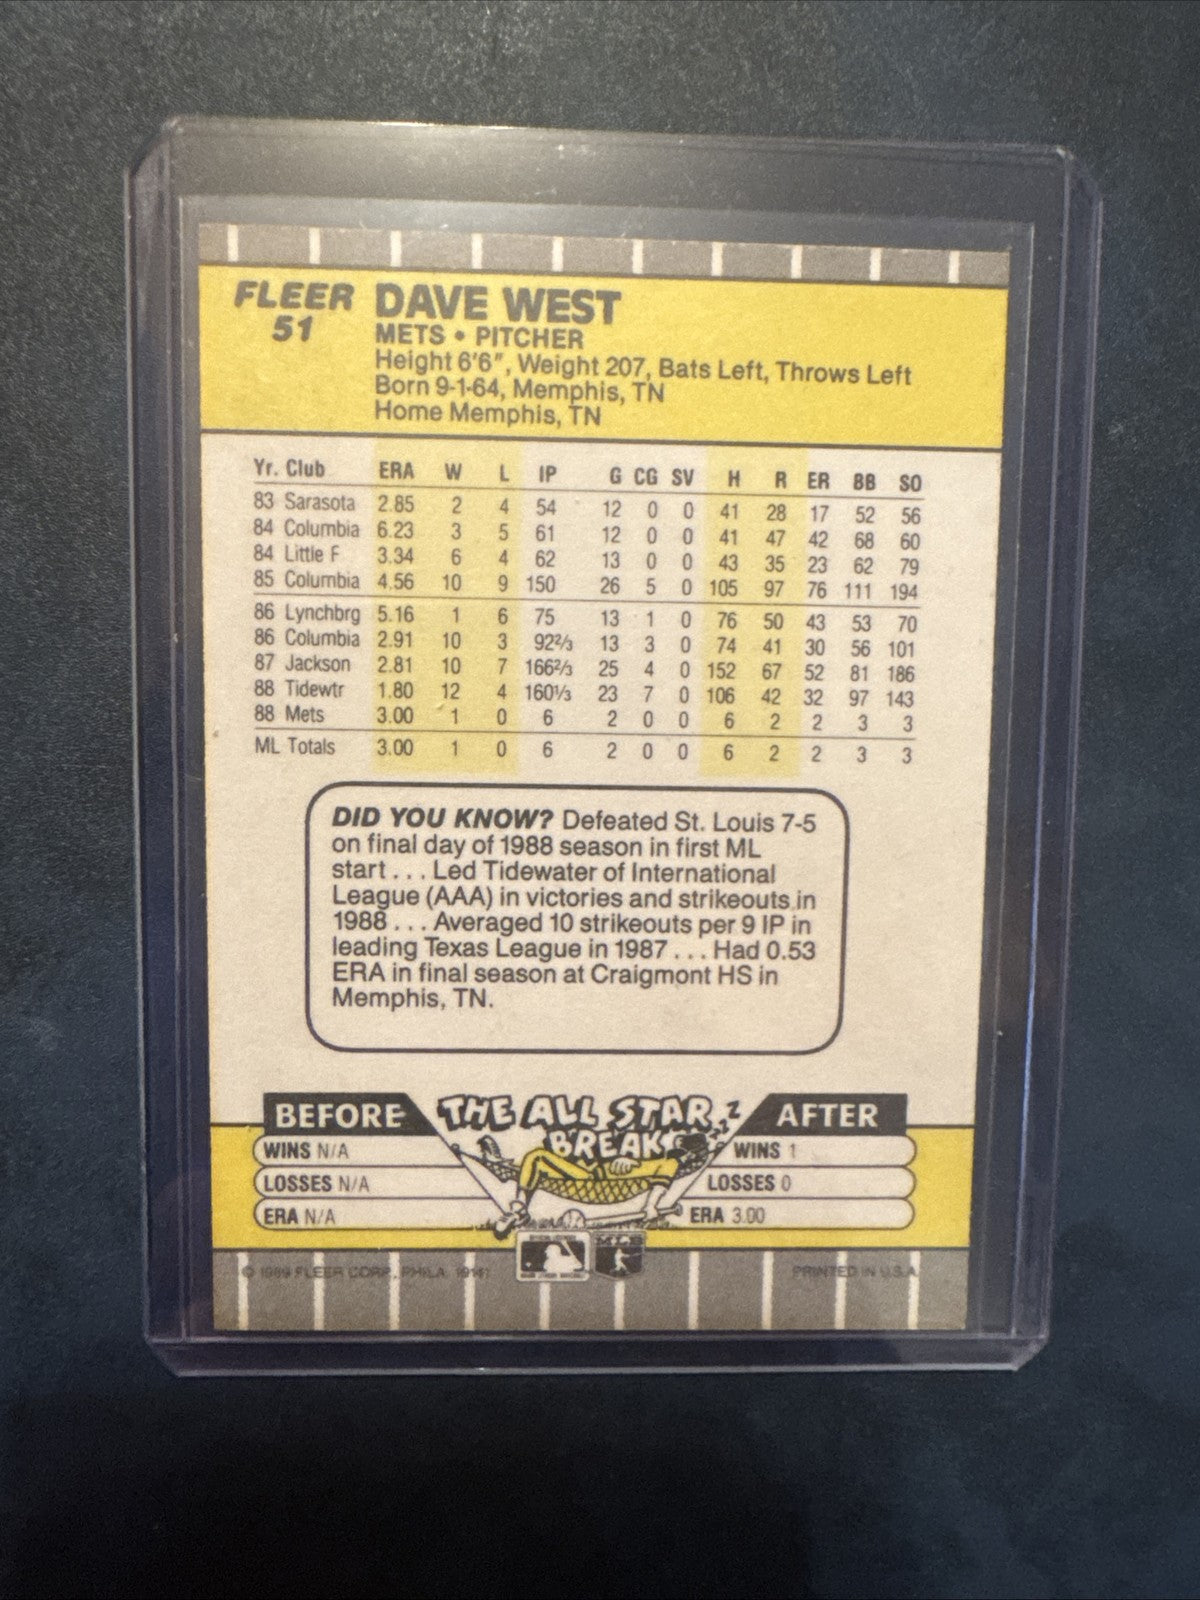 FLEER
51
DAVE WEST
METS • PITCHER
Height 6'6", Weight 207, Bats Left, Throws Left
Born 9-1-64, Memphis, TN
Home Memphis, TN
Yr. Club ERA W L IP G CG SV H R ER BB SO
83 Sarasota 2.85 2 4 54 12 0 0 41 28 17 52 56
84 Columbia 6.23 3 5 61 12 0 0 41 47 42 68 60
84 Little F 3.34 6 4 62 13 0 0 43 35 23 62 79
85 Columbia 4.56 10 9 150 26 5 0 105 97 76 111 194
86 Lynchbrg 5.16 1 6 75 13 1 0 76 50 43 53 70
86 Columbia 2.91 10 3 92⅔ 13 3 0 74 41 30 56 101
87 Jackson 2.81 10 7 166⅔ 25 4 0 152 67 52 81 186
88 Tidewtr 1.80 12 4 160⅓ 23 7 0 106 42 32 97 143
88 Mets 3.00 1 0 6 2 0 0 6 2 2 3 3
ML Totals 3.00 1 0 6 2 0 0 6 2 2 3 3
DID YOU KNOW? Defeated St. Louis 7-5
on final day of 1988 season in first ML
start . . . Led Tidewater of International
League (AAA) in victories and strikeouts in
1988 . . . Averaged 10 strikeouts per 9 IP in
leading Texas League in 1987 . . . Had 0.53
ERA in final season at Craigmont HS in
Memphis, TN.
BEFORE THE ALL STAR BREAK AFTER
ZZZ
WINS N/A WINS 1
LOSSES N/A LOSSES 0
ERA N/A ERA 3.00
MLB
© 1989 FLEER CORP., PHILA. 19141 PRINTED IN U.S.A.